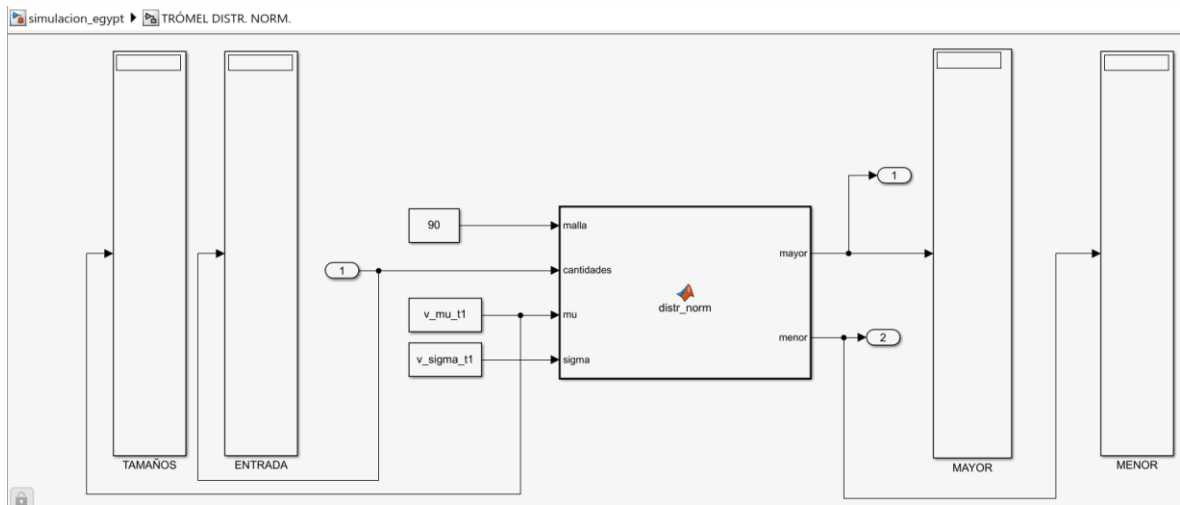 simulacion_egypt TRÓMEL DISTR. NORM.
1
90
malla
mayor
1
cantidades
distr_norm
v_mu_t1
mu
v_sigma_t1
sigma
menor
2
TAMAÑOS
ENTRADA
MAYOR
MENOR